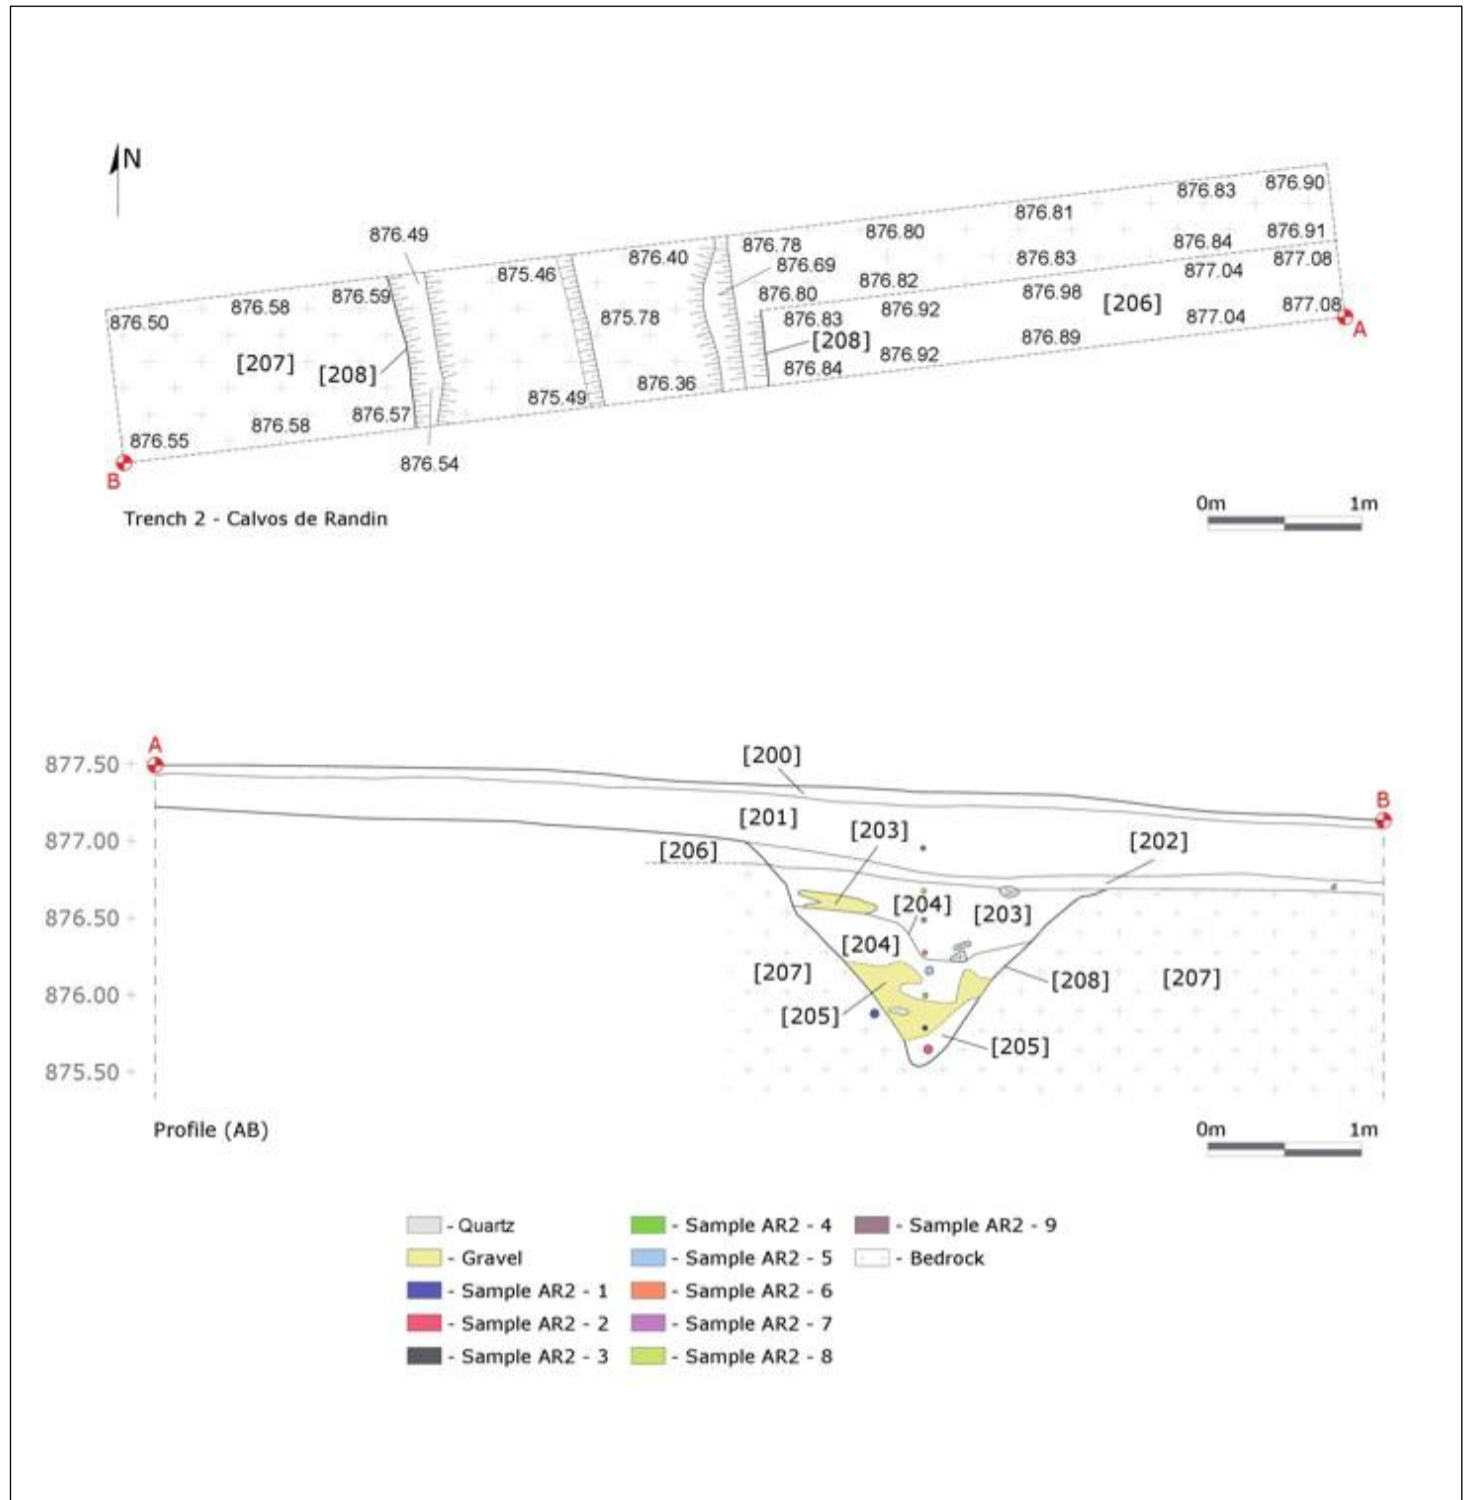 N
876.83 876.90
876.81
876.49 876.80 876.84 876.91
876.78
876.40 876.83 877.08
875.46 876.69 877.04
876.59 876.82
876.58 876.80 876.98 [206] 877.08
876.50 875.78 876.92 877.04
876.83
[208] 876.89 A
[207] [208] 876.92
876.84
876.36
875.49
876.57
876.58
876.55
876.54
B
Trench 2 - Calvos de Randin
0m 1m
A
877.50 [200]
B
[201] [203]
877.00 [202]
[206]
876.50 [204] [203]
[204]
[207] [208] [207]
876.00
[205]
[205]
875.50
Profile (AB)
0m 1m
- Quartz - Sample AR2 - 4 - Sample AR2 - 9
- Gravel - Sample AR2 - 5 - Bedrock
- Sample AR2 - 1 - Sample AR2 - 6
- Sample AR2 - 2 - Sample AR2 - 7
- Sample AR2 - 3 - Sample AR2 - 8